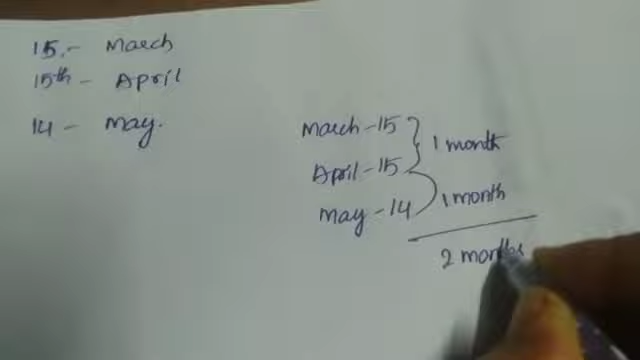 15.- March
15th - April
14 - May.
March -15 } 1 month
April -15
May -14 } 1 month
2 months